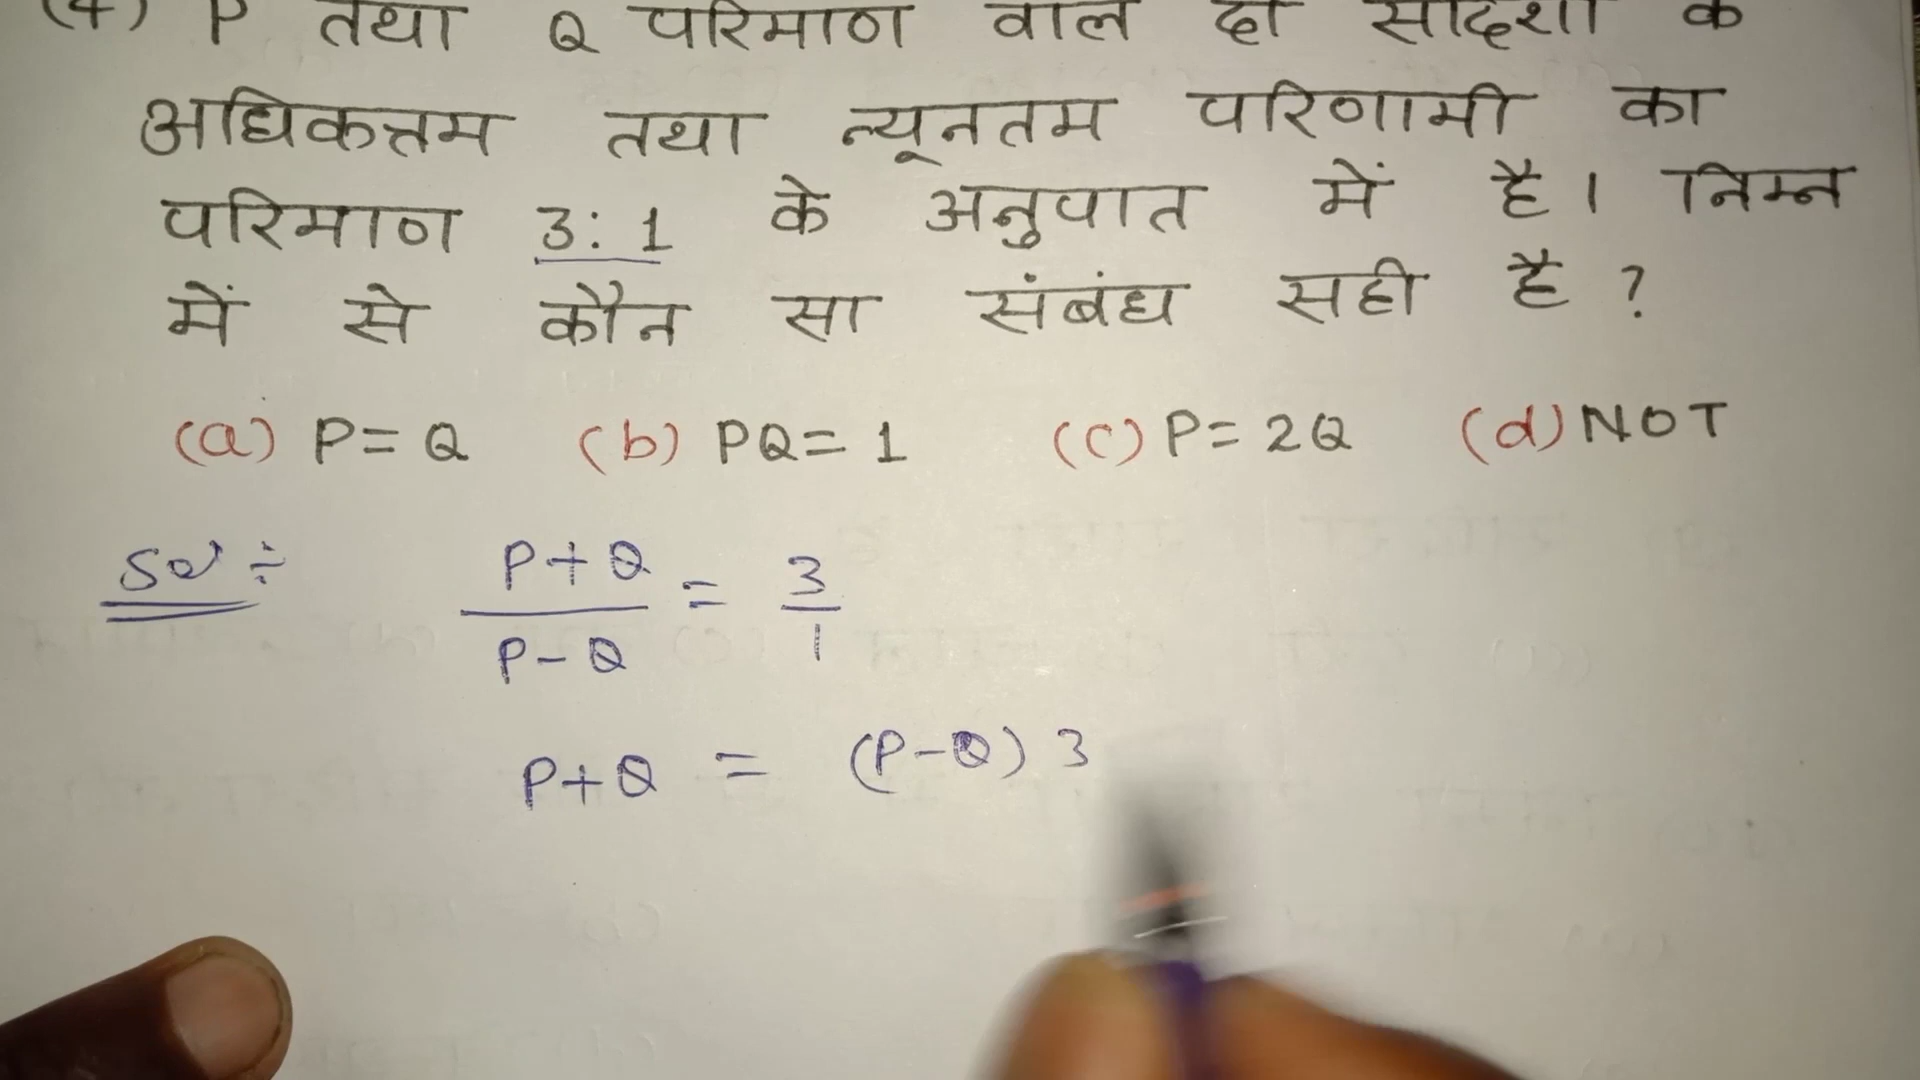 (4) P तथा Q परिमाण वाले दो सदिशों के
अधिकत्तम तथा न्यूनतम परिणामी का
परिमाण 3:1 के अनुपात में है। निम्न
में से कौन सा संबंध सही है ?
(a) P=Q (b) PQ=1 (c) P=2Q (d) NOT
Sol ÷ P+Q / P-Q = 3/1
P+Q = (P-Q) 3